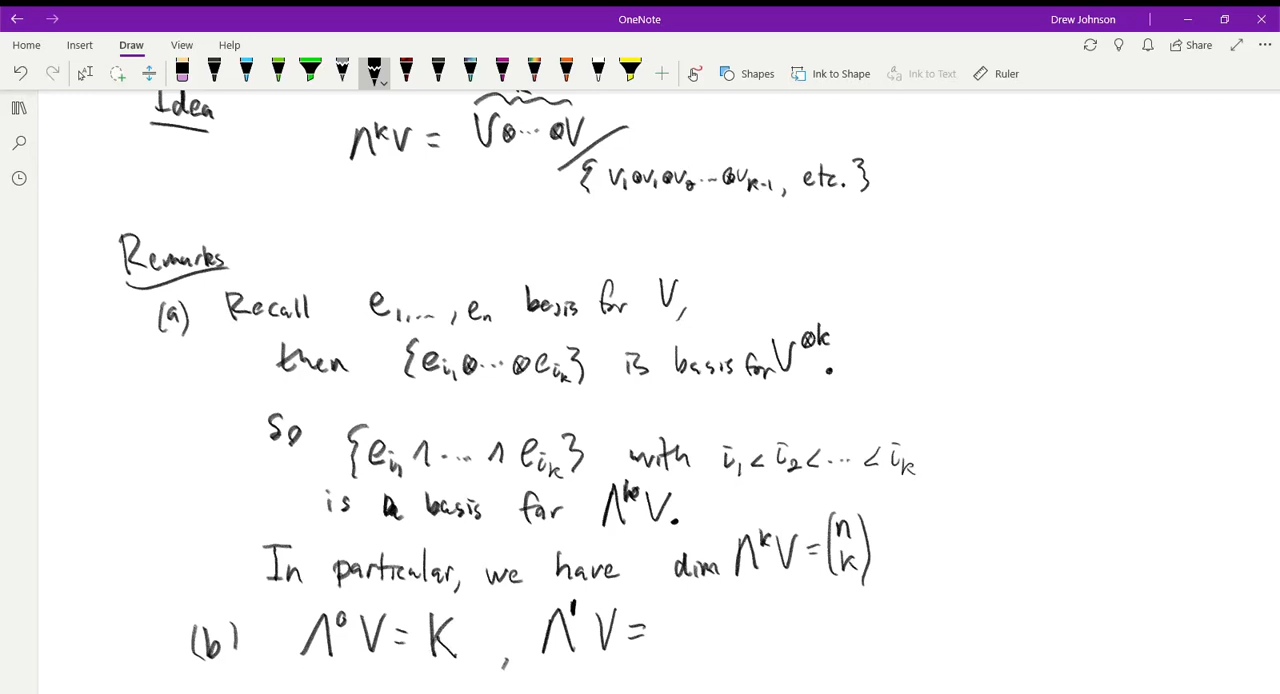 OneNote
Drew Johnson
Home Insert Draw View Help
Share
Shapes Ink to Shape Ink to Text Ruler
Idea
Λ^k V = V⊗···⊗V / { v₁⊗v₁⊗v₂···⊗v_{k-1}, etc. }
Remarks
(a) Recall e₁,...,eₙ basis for V,
then {e_{i₁}⊗···⊗e_{i_k}} is basis for V^{⊗k}.
So {e_{i₁} ∧ ··· ∧ e_{i_k}} with i₁ < i₂ < ··· < i_k
is a basis for Λ^k V.
In particular, we have dim Λ^k V = (n k)
(b) Λ⁰ V = K , Λ¹ V =